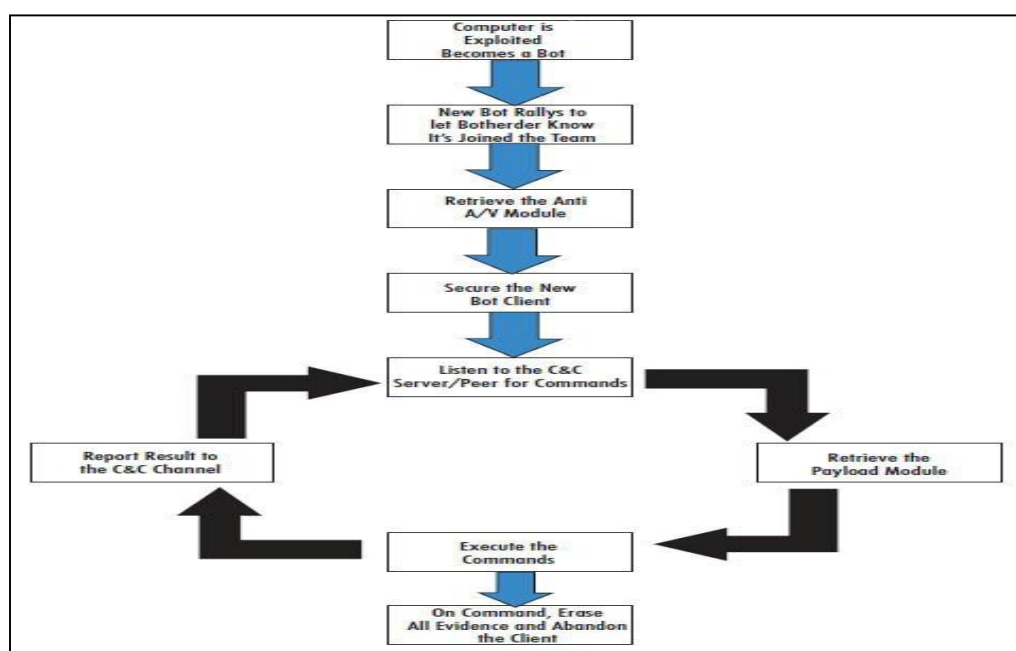 Computer is
Exploited
Becomes a Bot
New Bot Rallys to
let Botherder Know
It's Joined the Team
Retrieve the Anti
A/V Module
Secure the New
Bot Client
Listen to the C&C
Server/Peer for Commands
Retrieve the
Payload Module
Execute the
Commands
Report Result to
the C&C Channel
On Command, Erase
All Evidence and Abandon
the Client